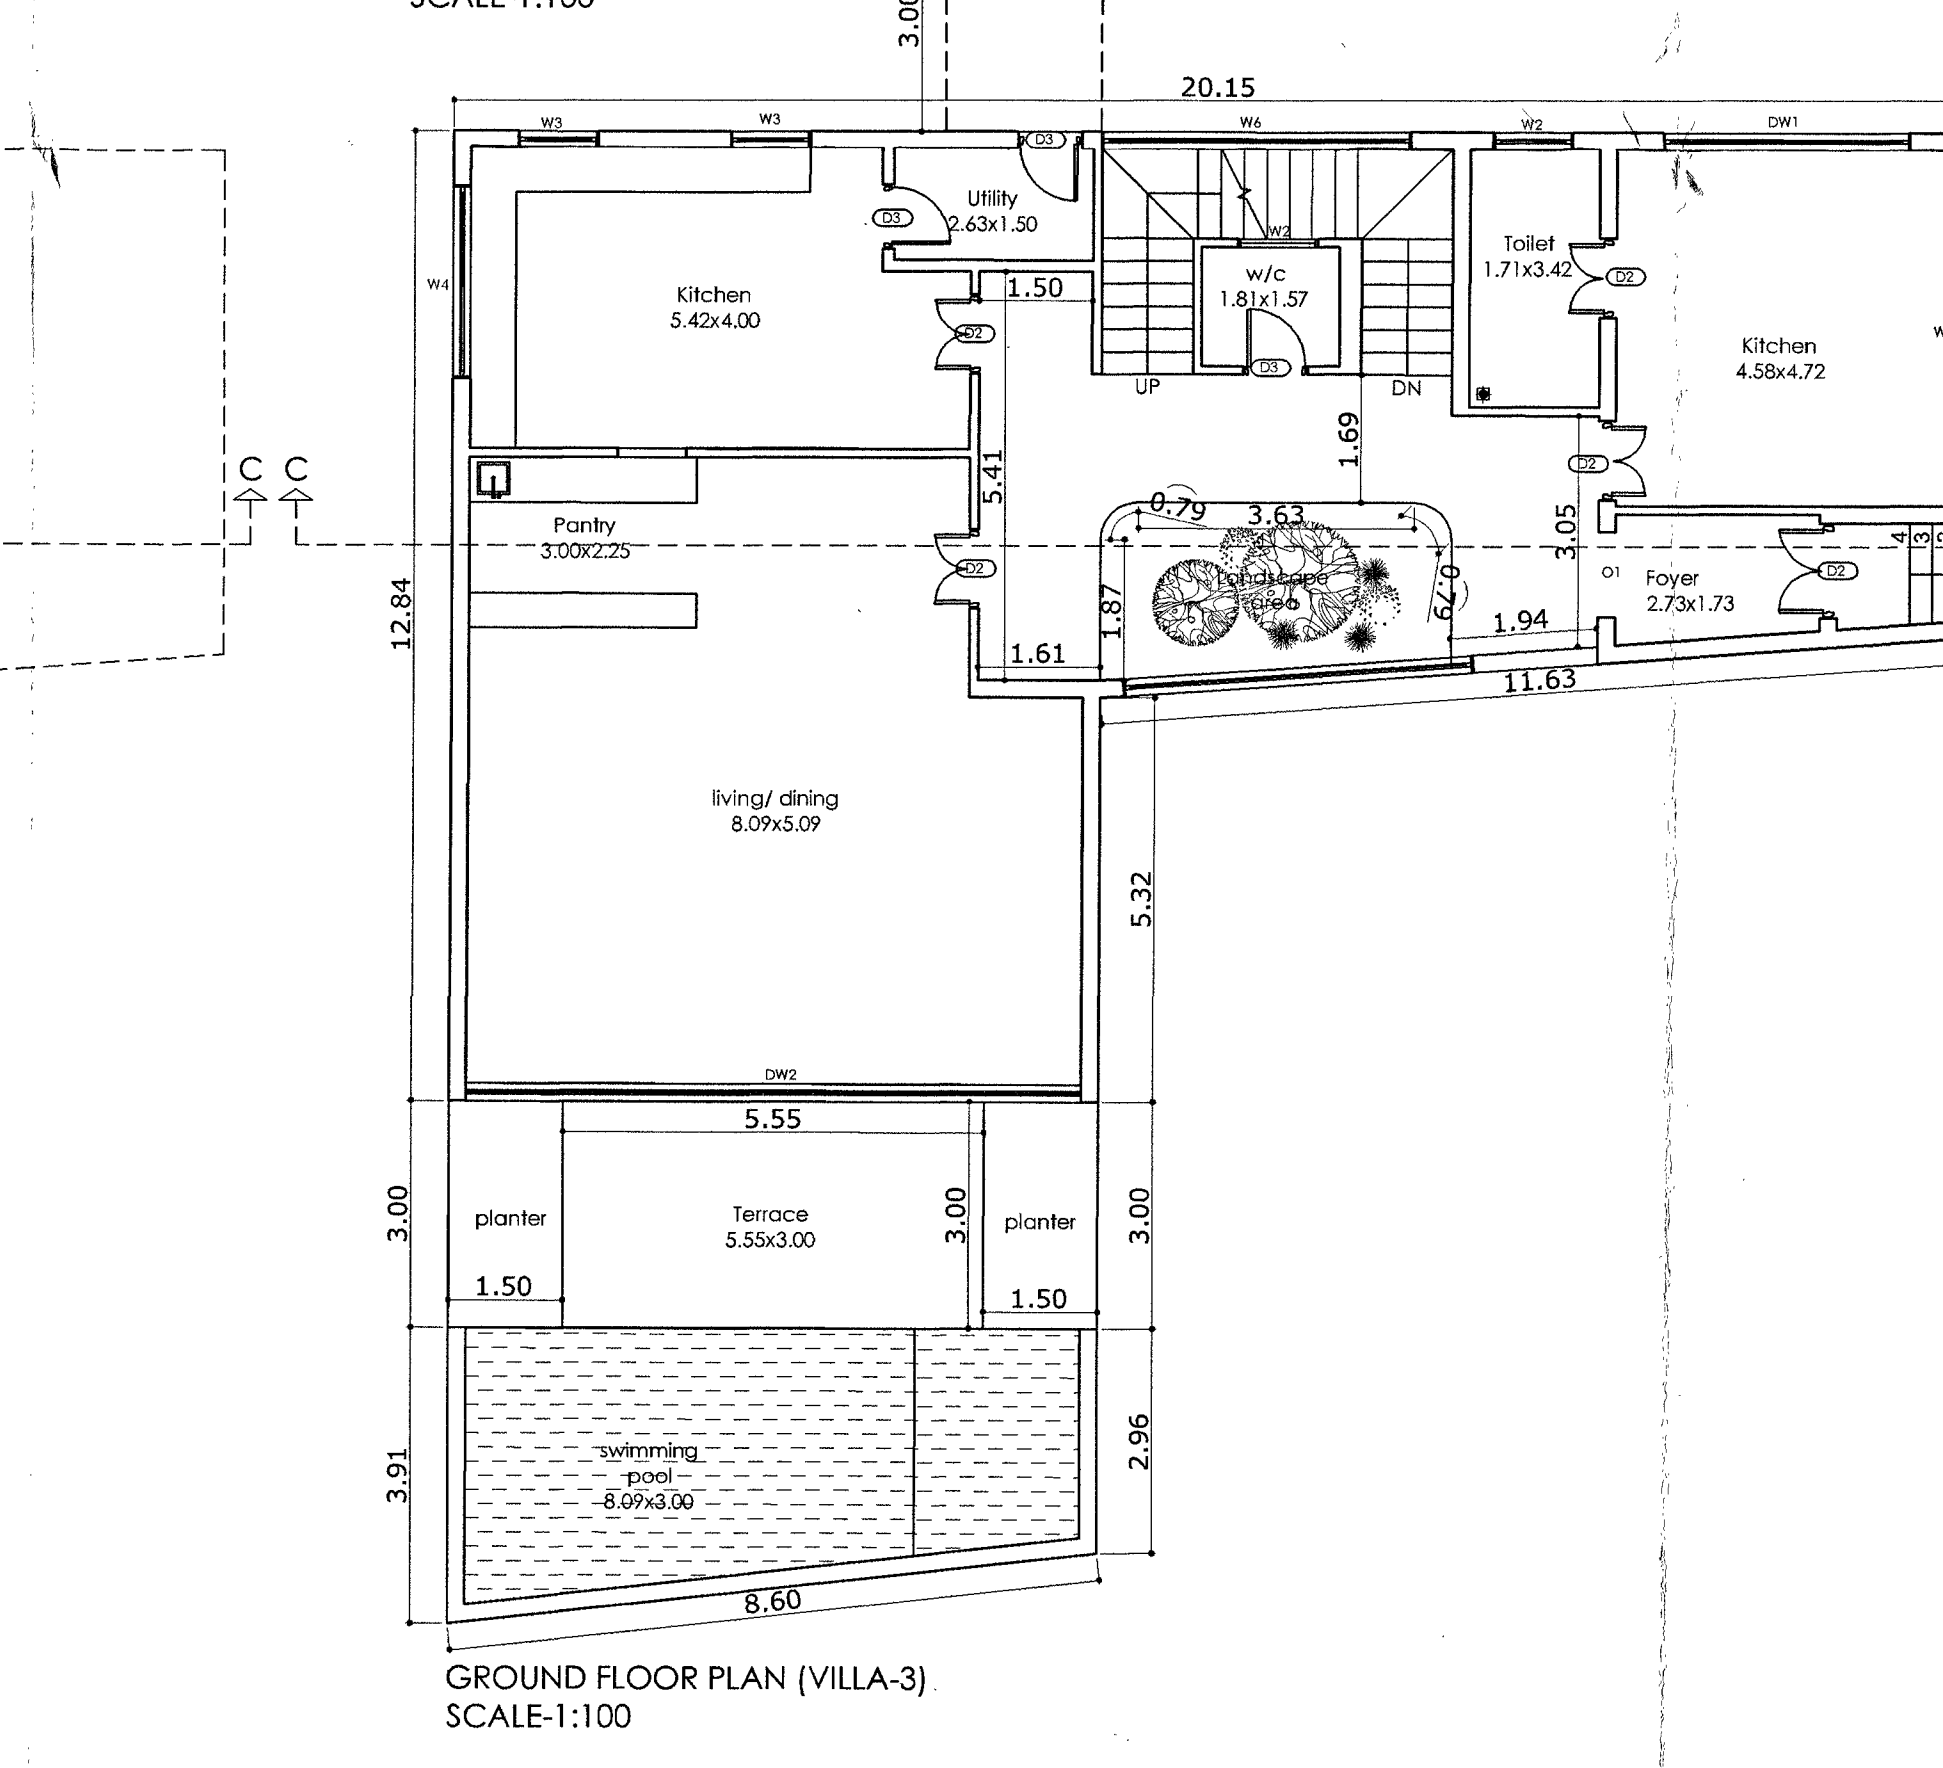 SCALE-1:100
3.00
20.15
W3
W3
D3
W6
W2
DW1
Utility
2.63x1.50
D3
W2
w/c
1.81x1.57
D3
Toilet
1.71x3.42
D2
W4
Kitchen
5.42x4.00
1.50
D2
UP
DN
Kitchen
4.58x4.72
W
1.69
C C
5.41
D2
Pantry
3.00x2.25
0.79
3.63
3.05
4
3
2
D2
Landscape
area
0.79
O1
Foyer
2.73x1.73
D2
12.84
1.87
1.94
1.61
11.63
living/ dining
8.09x5.09
5.32
DW2
5.55
3.00
planter
Terrace
5.55x3.00
3.00
planter
3.00
1.50
1.50
3.91
swimming
pool
8.09x3.00
2.96
8.60
GROUND FLOOR PLAN (VILLA-3)
SCALE-1:100